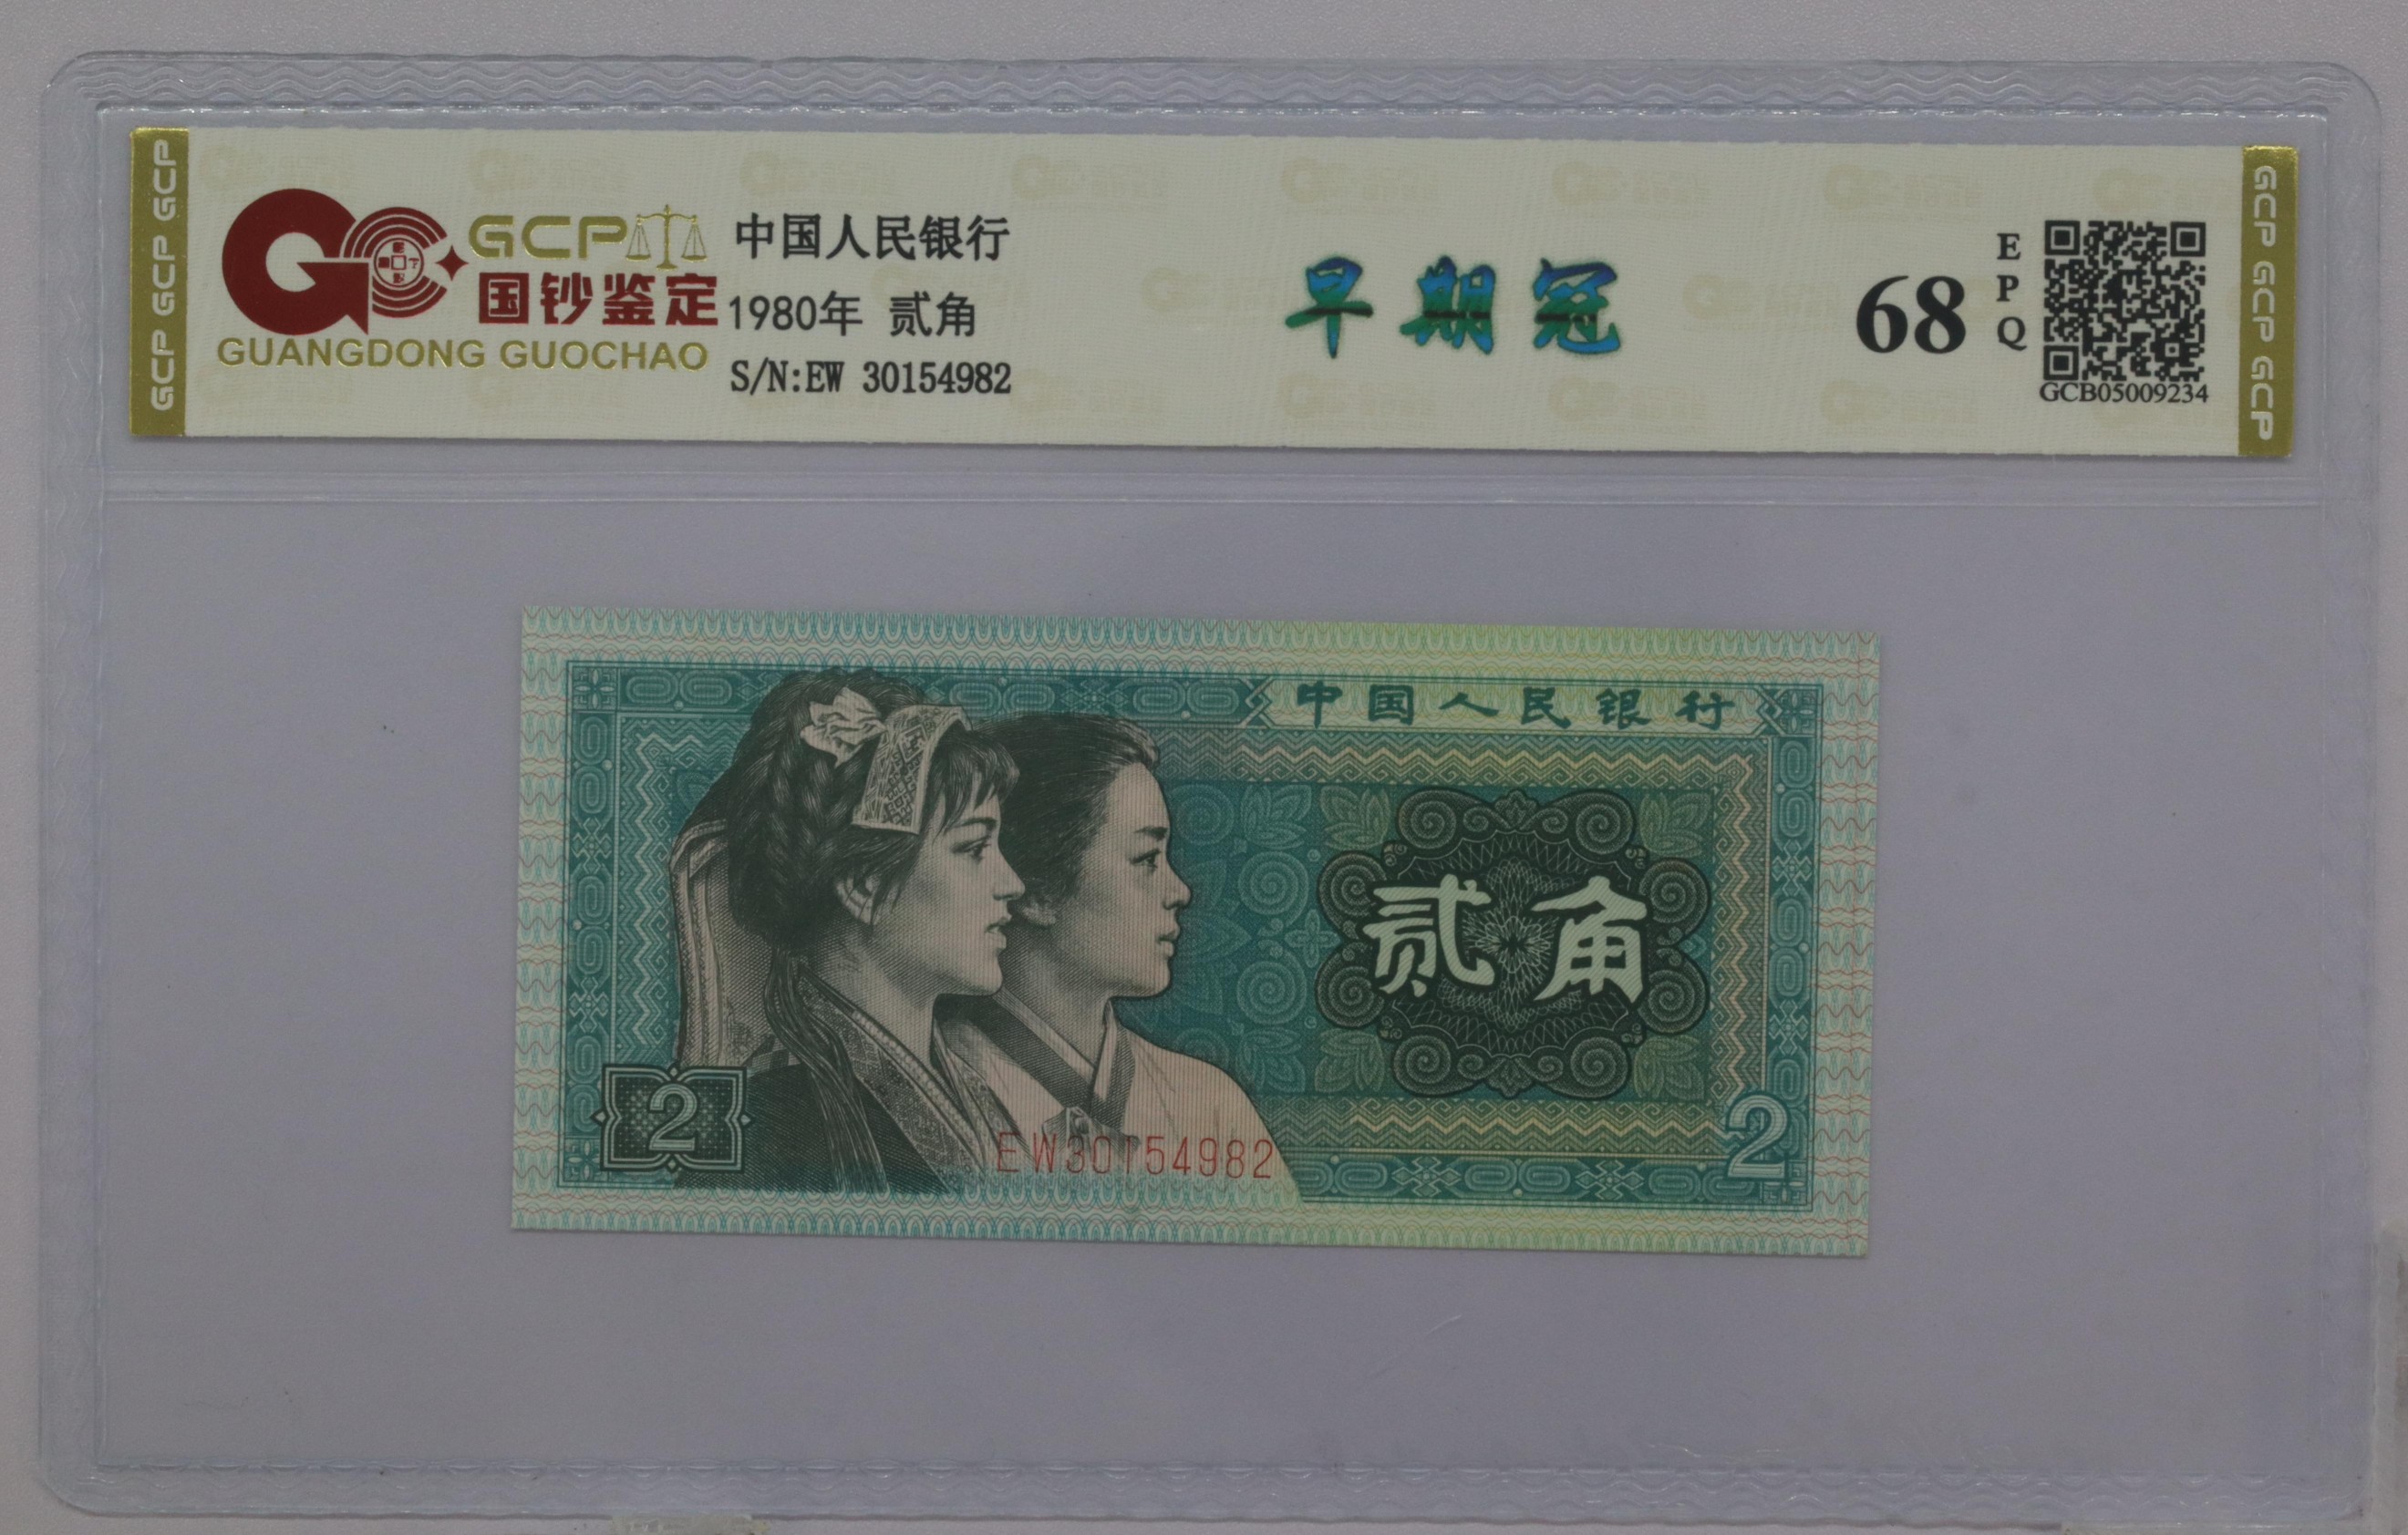 GCP GCP GCP
GCP
国钞鉴定
GUANGDONG GUOCHAO
中国人民银行
1980年 贰角
S/N:EW 30154982
早期冠
68
EPQ
GCB05009234
GCP GCP GCP
中国人民银行
贰角
2
EW30154982
2